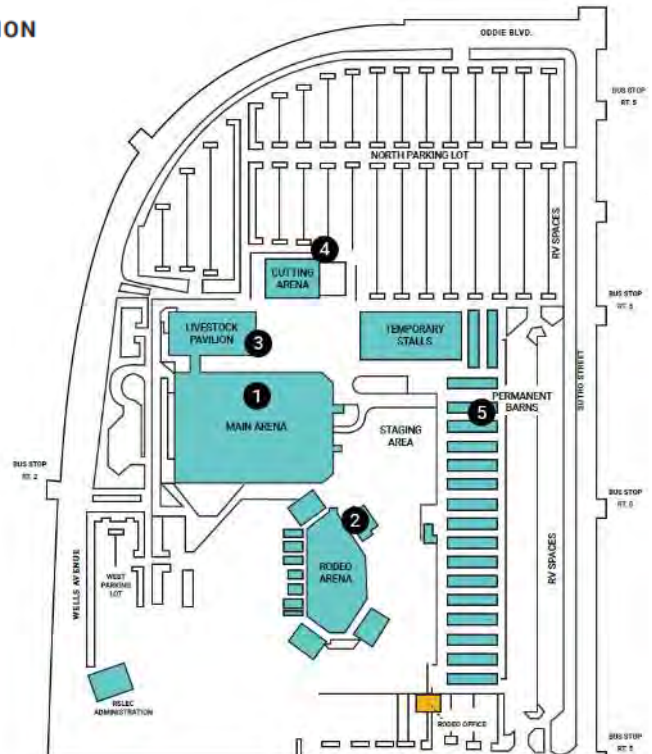 ION
ODDIE BLVD.
BUS STOP
RT. 5
NORTH PARKING LOT
RV SPACES
4
CUTTING
ARENA
BUS STOP
RT. 5
LIVESTOCK
PAVILION
3
TEMPORARY
STALLS
SUTRO STREET
1
MAIN ARENA
PERMANENT
BARNS
5
STAGING
AREA
BUS STOP
RT. 2
BUS STOP
RT. 6
2
RODEO
ARENA
WELLS AVENUE
WEST
PARKING
LOT
RV SPACES
RSLEC
ADMINISTRATION
RODEO OFFICE
BUS STOP
RT. 5